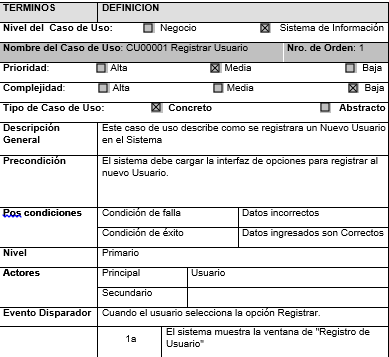 TERMINOS DEFINICION
Nivel del Caso de Uso: Negocio Sistema de Información
Nombre del Caso de Uso: CU00001 Registrar Usuario Nro. de Orden: 1
Prioridad: Alta Media Baja
Complejidad: Alta Media Baja
Tipo de Caso de Uso: Concreto Abstracto
Descripción General
Este caso de uso describe como se registrara un Nuevo Usuario
en el Sistema
Precondición
El sistema debe cargar la interfaz de opciones para registrar al
nuevo Usuario.
Pos condiciones Condición de falla Datos incorrectos
Condición de éxito Datos ingresados son Correctos
Nivel Primario
Actores Principal Usuario
Secundario
Evento Disparador Cuando el usuario selecciona la opción Registrar.
1a
El sistema muestra la ventana de "Registro de
Usuario"